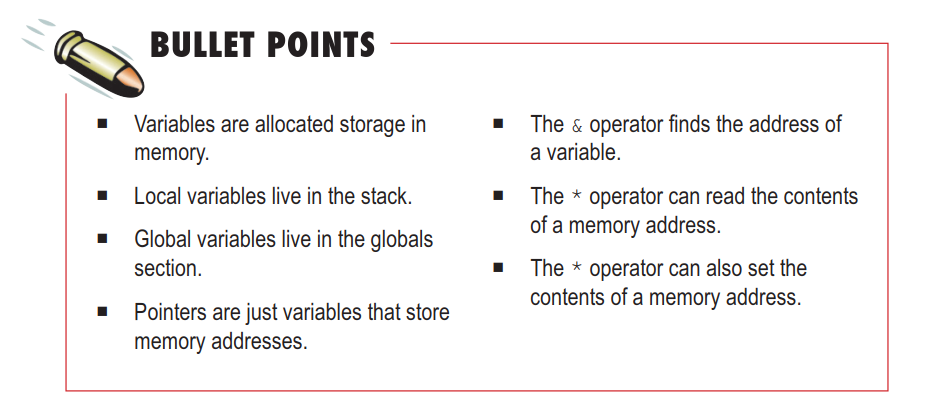 BULLET POINTS
■ Variables are allocated storage in
memory.
■ Local variables live in the stack.
■ Global variables live in the globals
section.
■ Pointers are just variables that store
memory addresses.
■ The & operator finds the address of
a variable.
■ The * operator can read the contents
of a memory address.
■ The * operator can also set the
contents of a memory address.